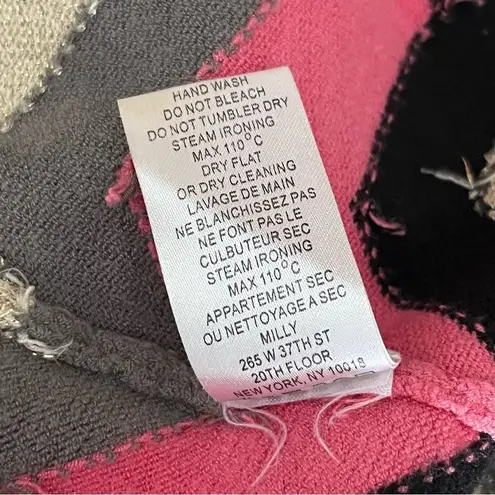 HAND WASH
DO NOT BLEACH
DO NOT TUMBLER DRY
STEAM IRONING
MAX 110°C
DRY FLAT
OR DRY CLEANING
LAVAGE DE MAIN
NE BLANCHISSEZ PAS
NE FONT PAS LE
CULBUTEUR SEC
STEAM IRONING
MAX 110°C
APPARTEMENT SEC
OU NETTOYAGE A SEC
MILLY
265 W 37TH ST
20TH FLOOR
NEW YORK, NY 10018